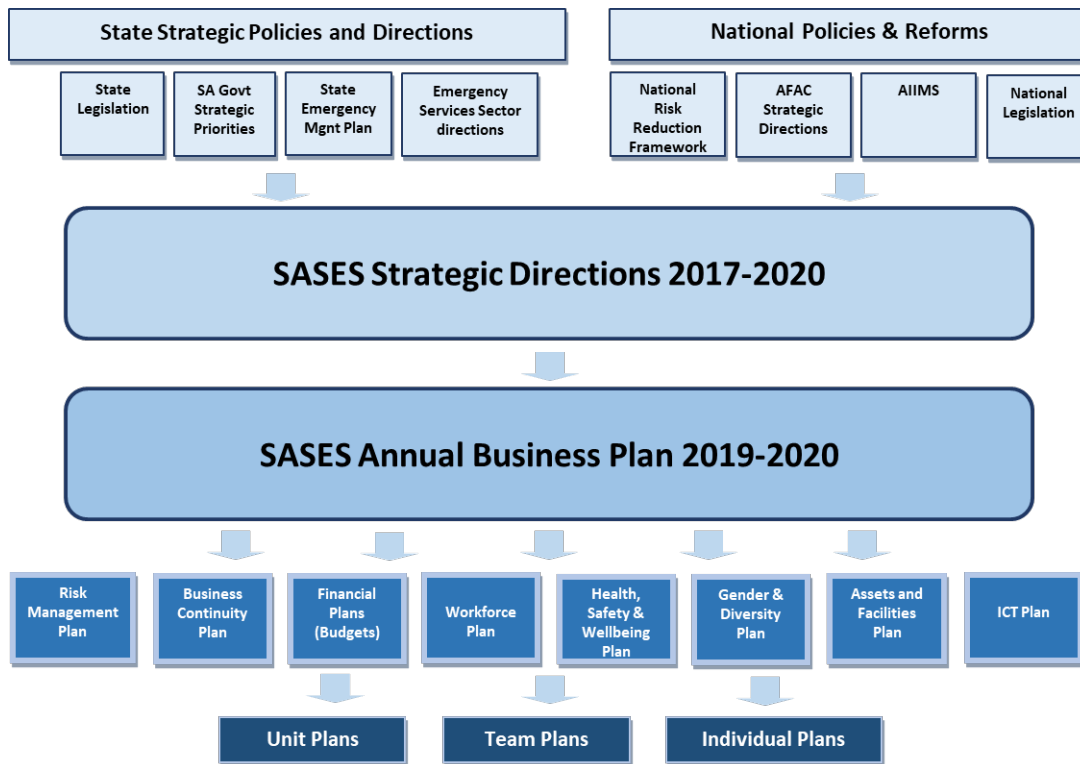 State Strategic Policies and Directions
National Policies & Reforms
State
Legislation
SA Govt
Strategic
Priorities
State
Emergency
Mgnt Plan
Emergency
Services Sector
directions
National
Risk
Reduction
Framework
AFAC
Strategic
Directions
AIIMS
National
Legislation
SASES Strategic Directions 2017-2020
SASES Annual Business Plan 2019-2020
Risk
Management
Plan
Business
Continuity
Plan
Financial
Plans
(Budgets)
Workforce
Plan
Health,
Safety &
Wellbeing
Plan
Gender &
Diversity
Plan
Assets and
Facilities
Plan
ICT Plan
Unit Plans
Team Plans
Individual Plans